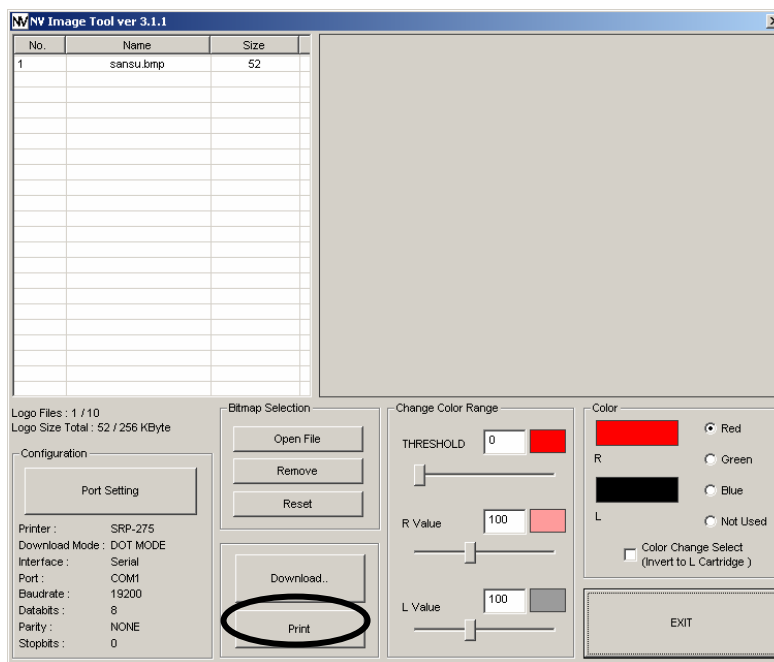 NV NV Image Tool ver 3.1.1
No. Name Size
1 sansu.bmp 52
Logo Files : 1 / 10
Logo Size Total : 52 / 256 KByte
Configuration
Port Setting
Printer : SRP-275
Download Mode : DOT MODE
Interface : Serial
Port : COM1
Baudrate : 19200
Databits : 8
Parity : NONE
Stopbits : 0
Bitmap Selection
Open File
Remove
Reset
Download..
Print
Change Color Range
THRESHOLD 0
R Value 100
L Value 100
Color
R
L
Red
Green
Blue
Not Used
Color Change Select
(Invert to L Cartridge )
EXIT